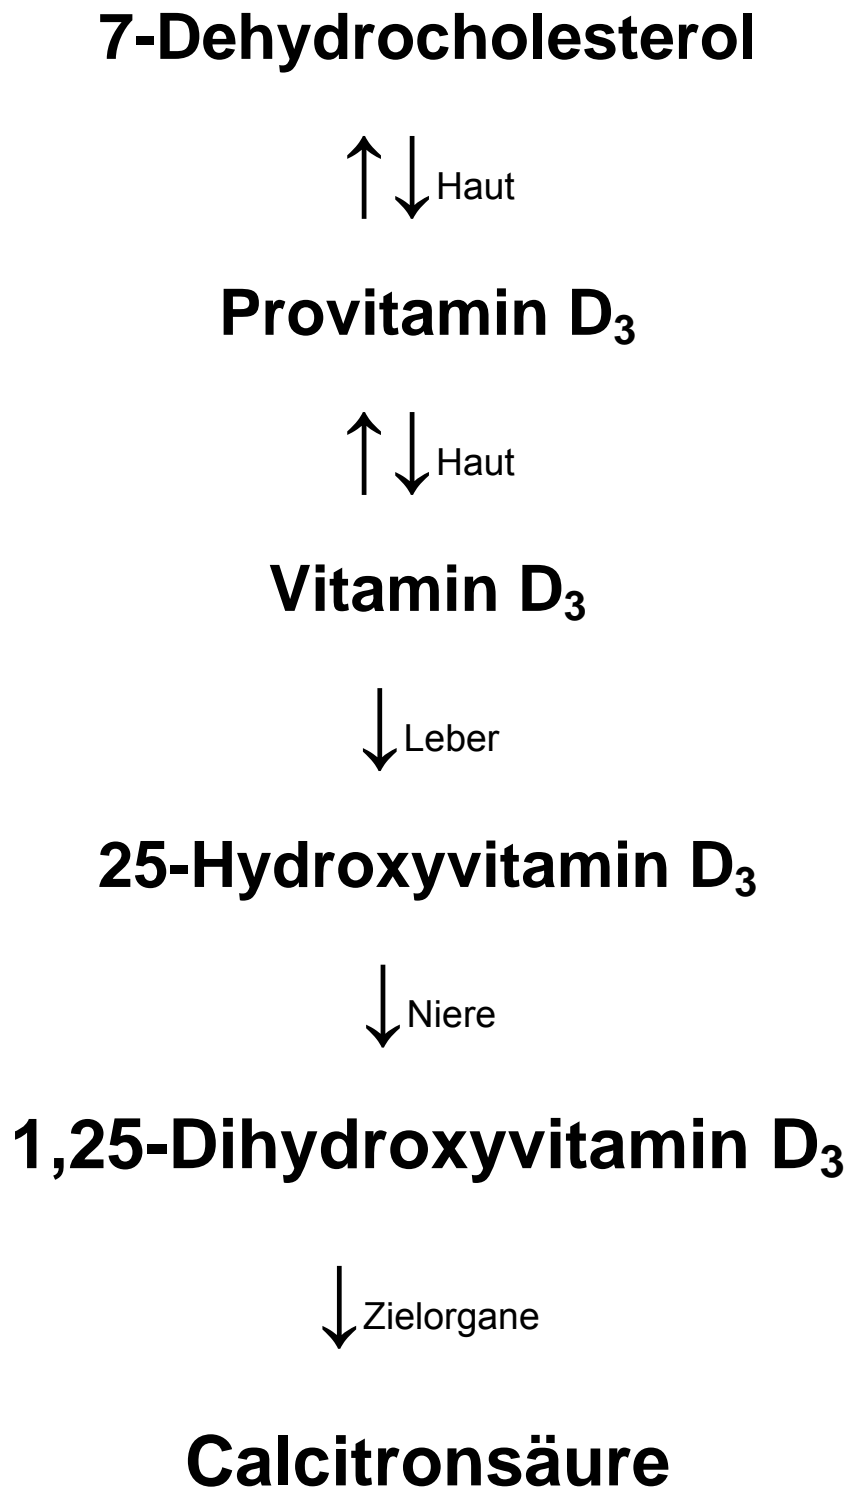 7-Dehydrocholesterol
↑↓Haut
Provitamin D₃
↑↓Haut
Vitamin D₃
↓Leber
25-Hydroxyvitamin D₃
↓Niere
1,25-Dihydroxyvitamin D₃
↓Zielorgane
Calcitronsäure